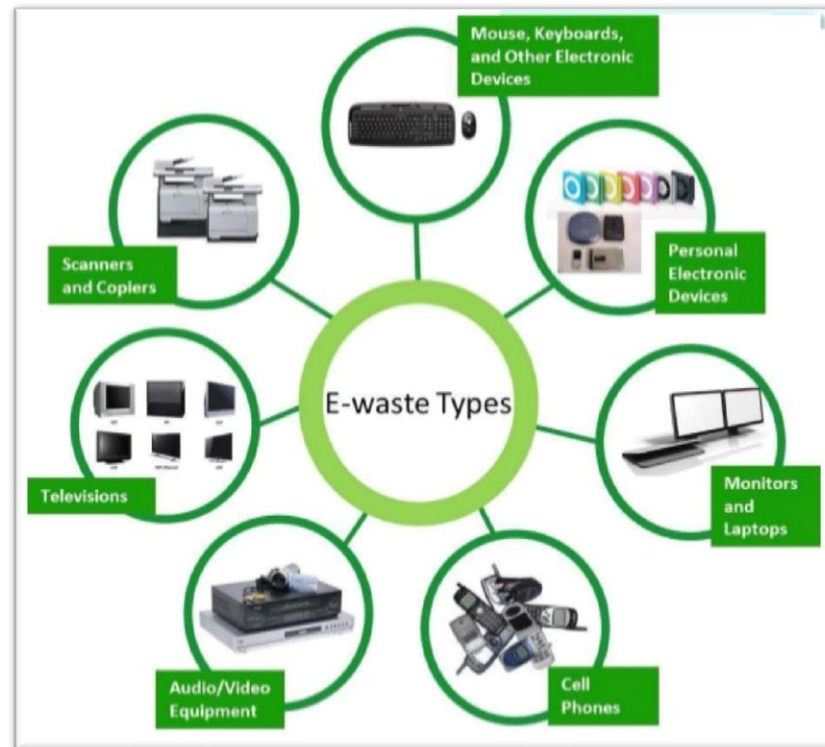 Mouse, Keyboards,
and Other Electronic
Devices
Personal
Electronic
Devices
Monitors
and
Laptops
Cell
Phones
Audio/Video
Equipment
Televisions
Scanners
and Copiers
E-waste Types